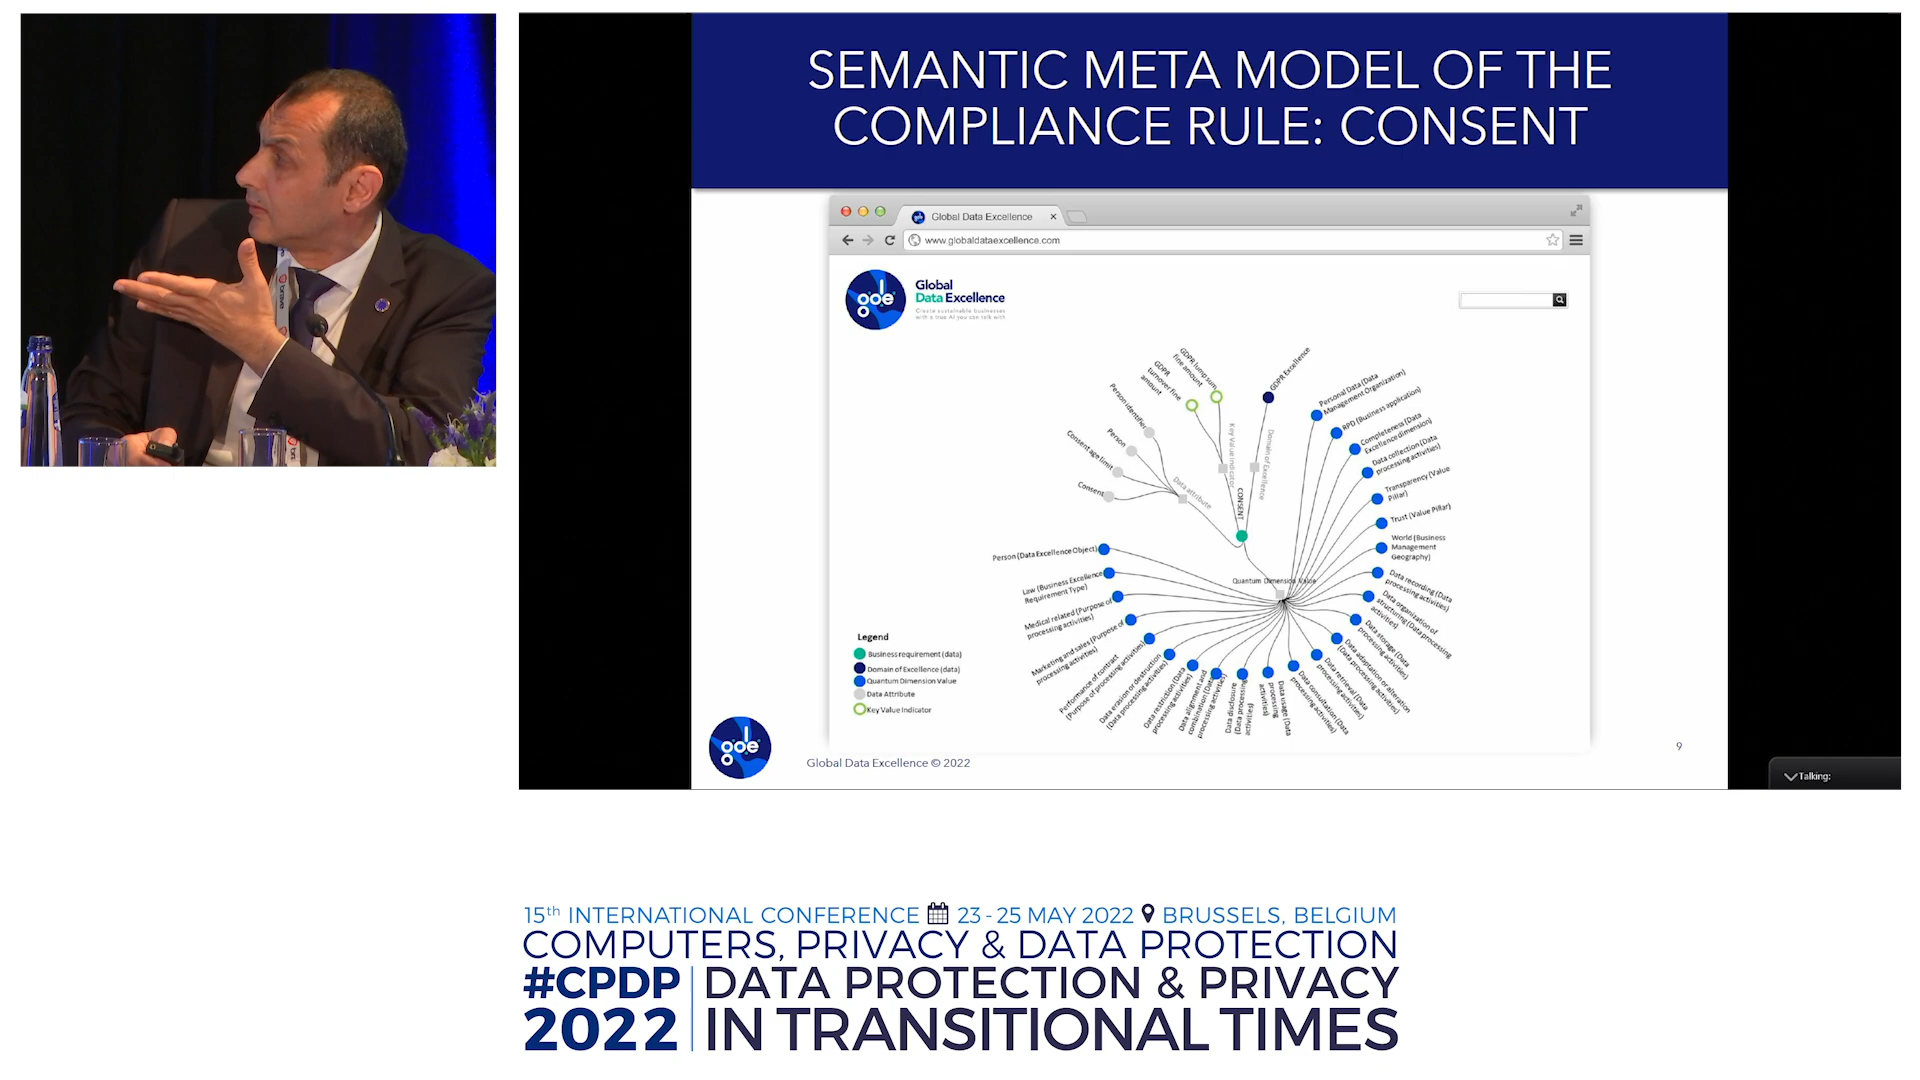 SEMANTIC META MODEL OF THE
COMPLIANCE RULE: CONSENT
Global Data Excellence
www.globaldataexcellence.com
Global
Data Excellence
Create sustainable businesses
with a true AI you can talk with
GDPR lump sum
fine amount
GDPR
turnover fine
amount
GDPR Excellence
Person identifier
Person
Consent age limit
Consent
Data attribute
Key Value Indicator
Domain of Excellence
CONSENT
Quantum Dimension Value
Personal Data (Data
Management Organization)
RPD (Business application)
Completeness (Data
Excellence dimension)
Data collection (Data
processing activities)
Transparency (Value
Pillar)
Trust (Value Pillar)
World (Business
Management
Geography)
Data recording (Data
processing activities)
Data organization of
structuring (Data processing
activities)
Data storage (Data
processing activities)
Data adaptation or alteration
(Data processing activities)
Data retrieval (Data
processing activities)
Data consultation (Data
processing activities)
Data usage (Data
processing
activities)
Data disclosure
(Data processing
activities)
Data alignment and
combination (Data
processing activities)
Data restriction (Data
processing activities)
Data erasion or destruction
(Data processing activities)
Performance of contract
(Purpose of processing activities)
Marketing and sales (Purpose of
processing activities)
Medical related (Purpose of
processing activities)
Law (Business Excellence
Requirement Type)
Person (Data Excellence Object)
Legend
Business requirement (data)
Domain of Excellence (data)
Quantum Dimension Value
Data Attribute
Key Value Indicator
Global Data Excellence © 2022
9
Talking:
brave
15th INTERNATIONAL CONFERENCE 23 - 25 MAY 2022 BRUSSELS, BELGIUM
COMPUTERS, PRIVACY & DATA PROTECTION
#CPDP DATA PROTECTION & PRIVACY
2022 IN TRANSITIONAL TIMES